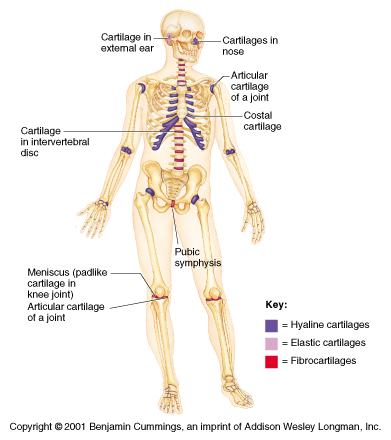 Cartilage in
external ear
Cartilages in
nose
Articular
cartilage
of a joint
Costal
cartilage
Cartilage
in intervertebral
disc
Pubic
symphysis
Meniscus (padlike
cartilage in
knee joint)
Articular cartilage
of a joint
Key:
= Hyaline cartilages
= Elastic cartilages
= Fibrocartilages
Copyright © 2001 Benjamin Cummings, an imprint of Addison Wesley Longman, Inc.